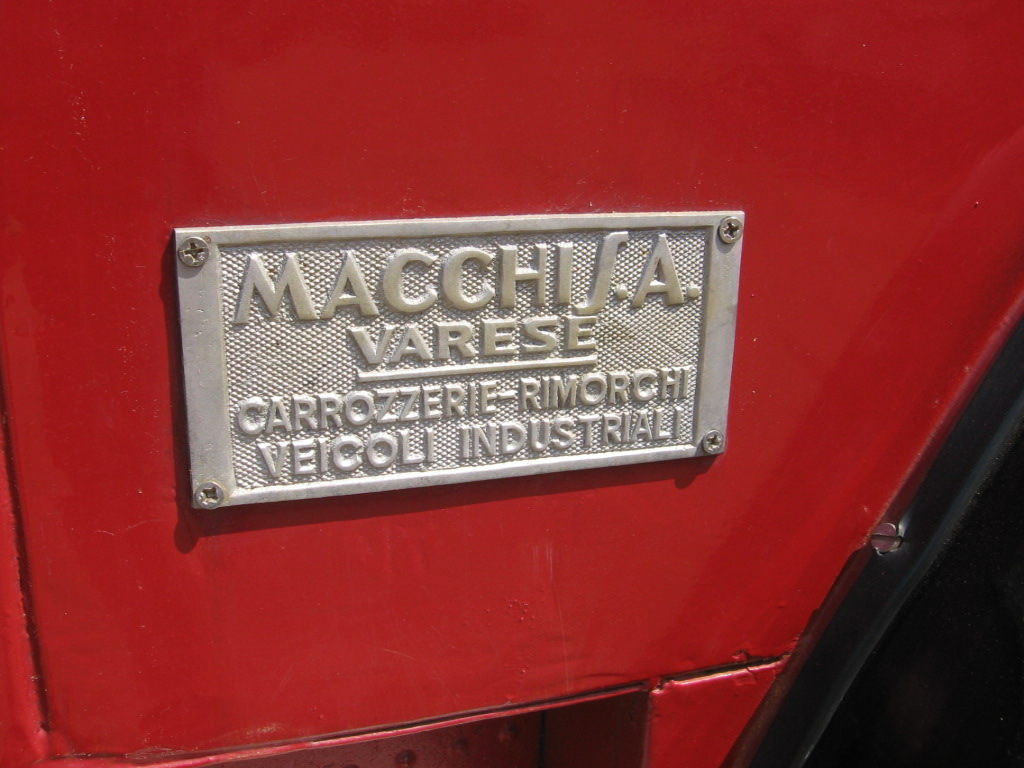 MACCHI S.A.
VARESE
CARROZZERIE-RIMORCHI
VEICOLI INDUSTRIALI